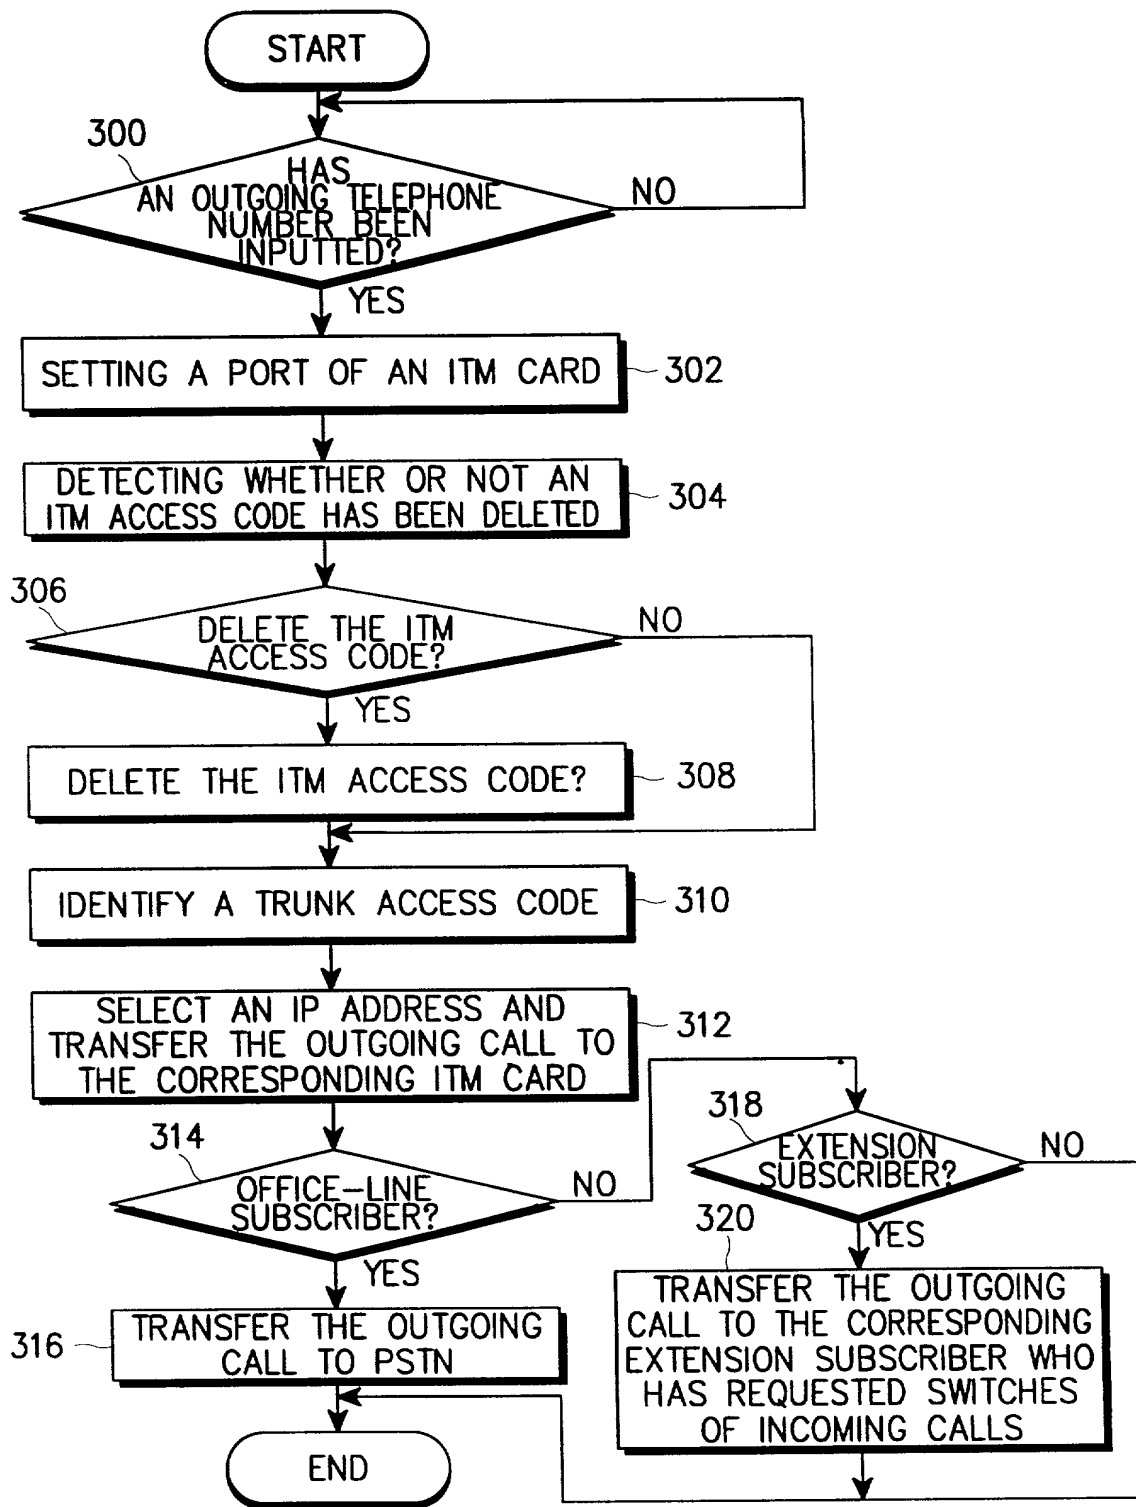 START
300
HAS
AN OUTGOING TELEPHONE
NUMBER BEEN
INPUTTED?
NO
YES
SETTING A PORT OF AN ITM CARD
302
DETECTING WHETHER OR NOT AN
ITM ACCESS CODE HAS BEEN DELETED
304
306
DELETE THE ITM
ACCESS CODE?
NO
YES
DELETE THE ITM ACCESS CODE?
308
IDENTIFY A TRUNK ACCESS CODE
310
SELECT AN IP ADDRESS AND
TRANSFER THE OUTGOING CALL TO
THE CORRESPONDING ITM CARD
312
314
OFFICE-LINE
SUBSCRIBER?
NO
YES
316
TRANSFER THE OUTGOING
CALL TO PSTN
318
EXTENSION
SUBSCRIBER?
NO
YES
320
TRANSFER THE OUTGOING
CALL TO THE CORRESPONDING
EXTENSION SUBSCRIBER WHO
HAS REQUESTED SWITCHES
OF INCOMING CALLS
END